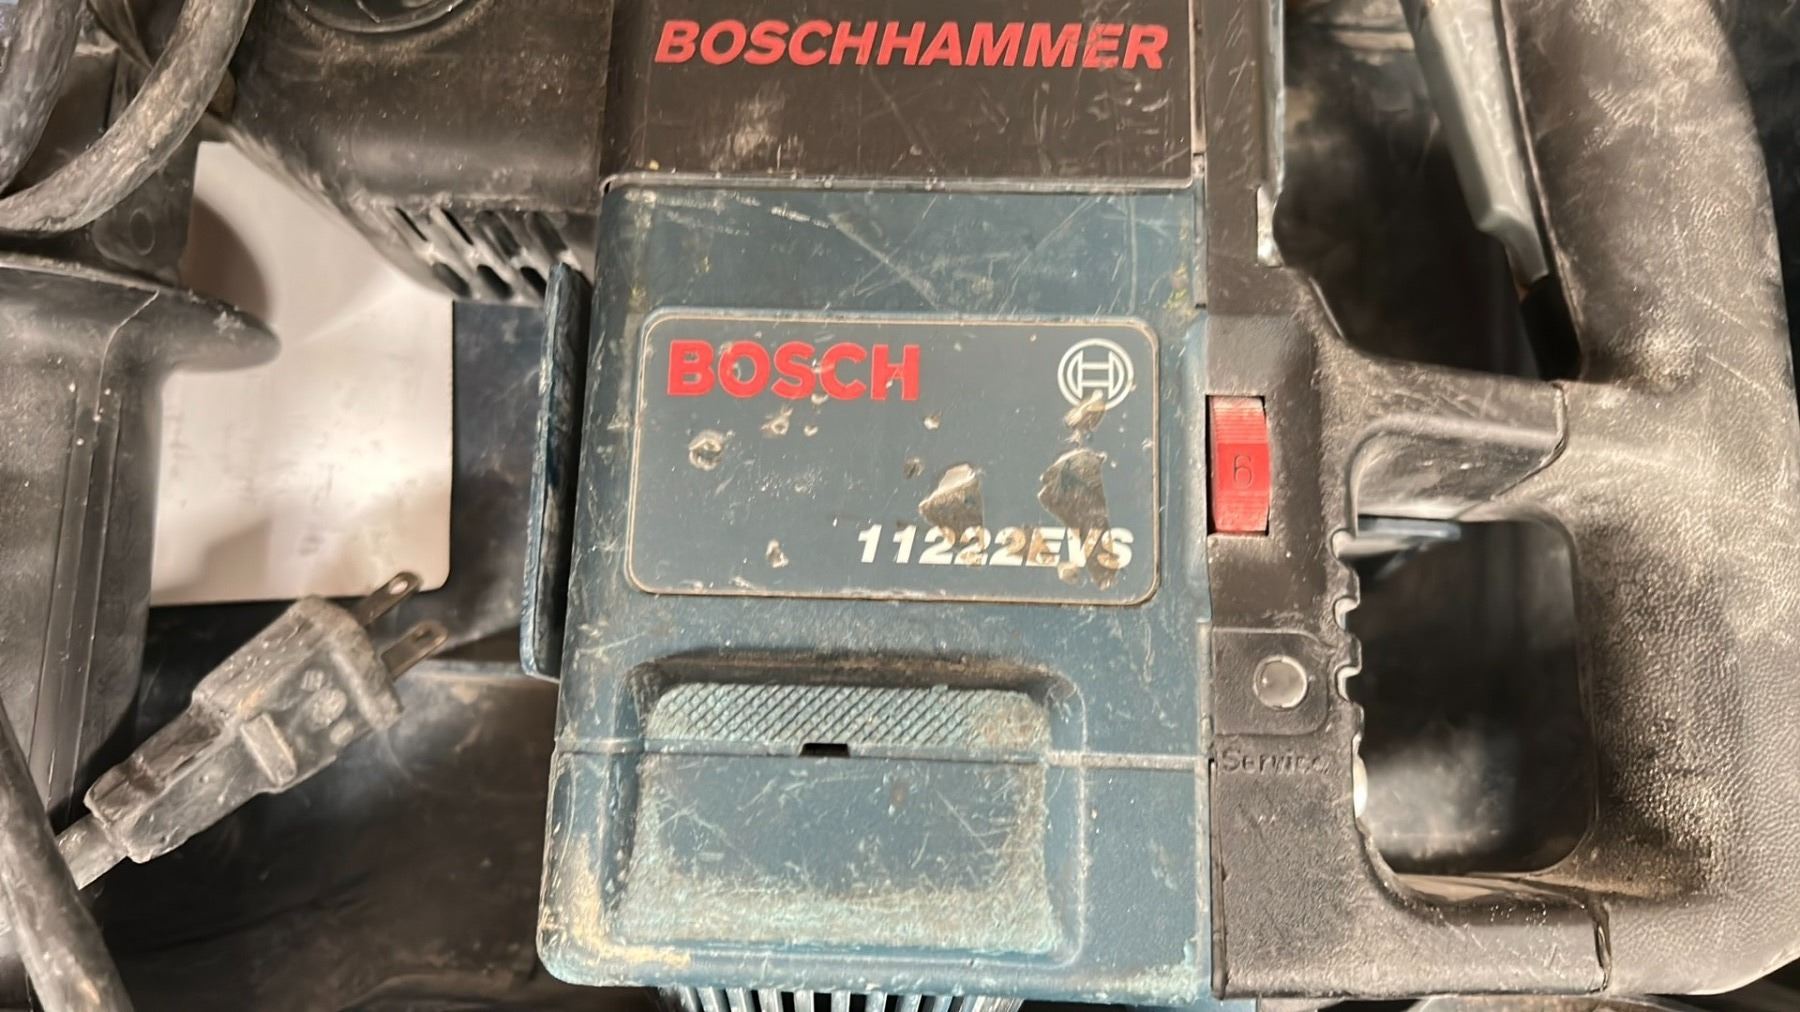 BOSCHHAMMER
BOSCH
11222EVS
6
Service